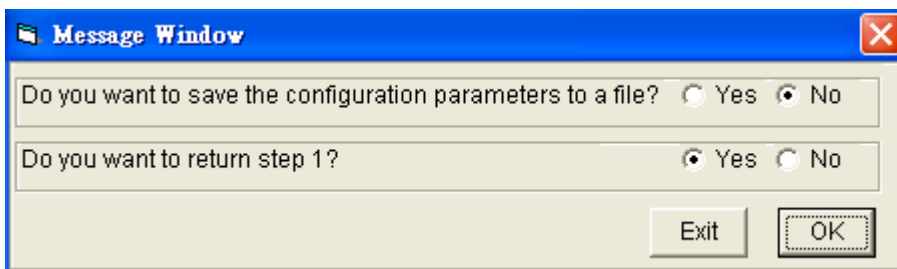 Message Window
Do you want to save the configuration parameters to a file? Yes No
Do you want to return step 1? Yes No
Exit OK